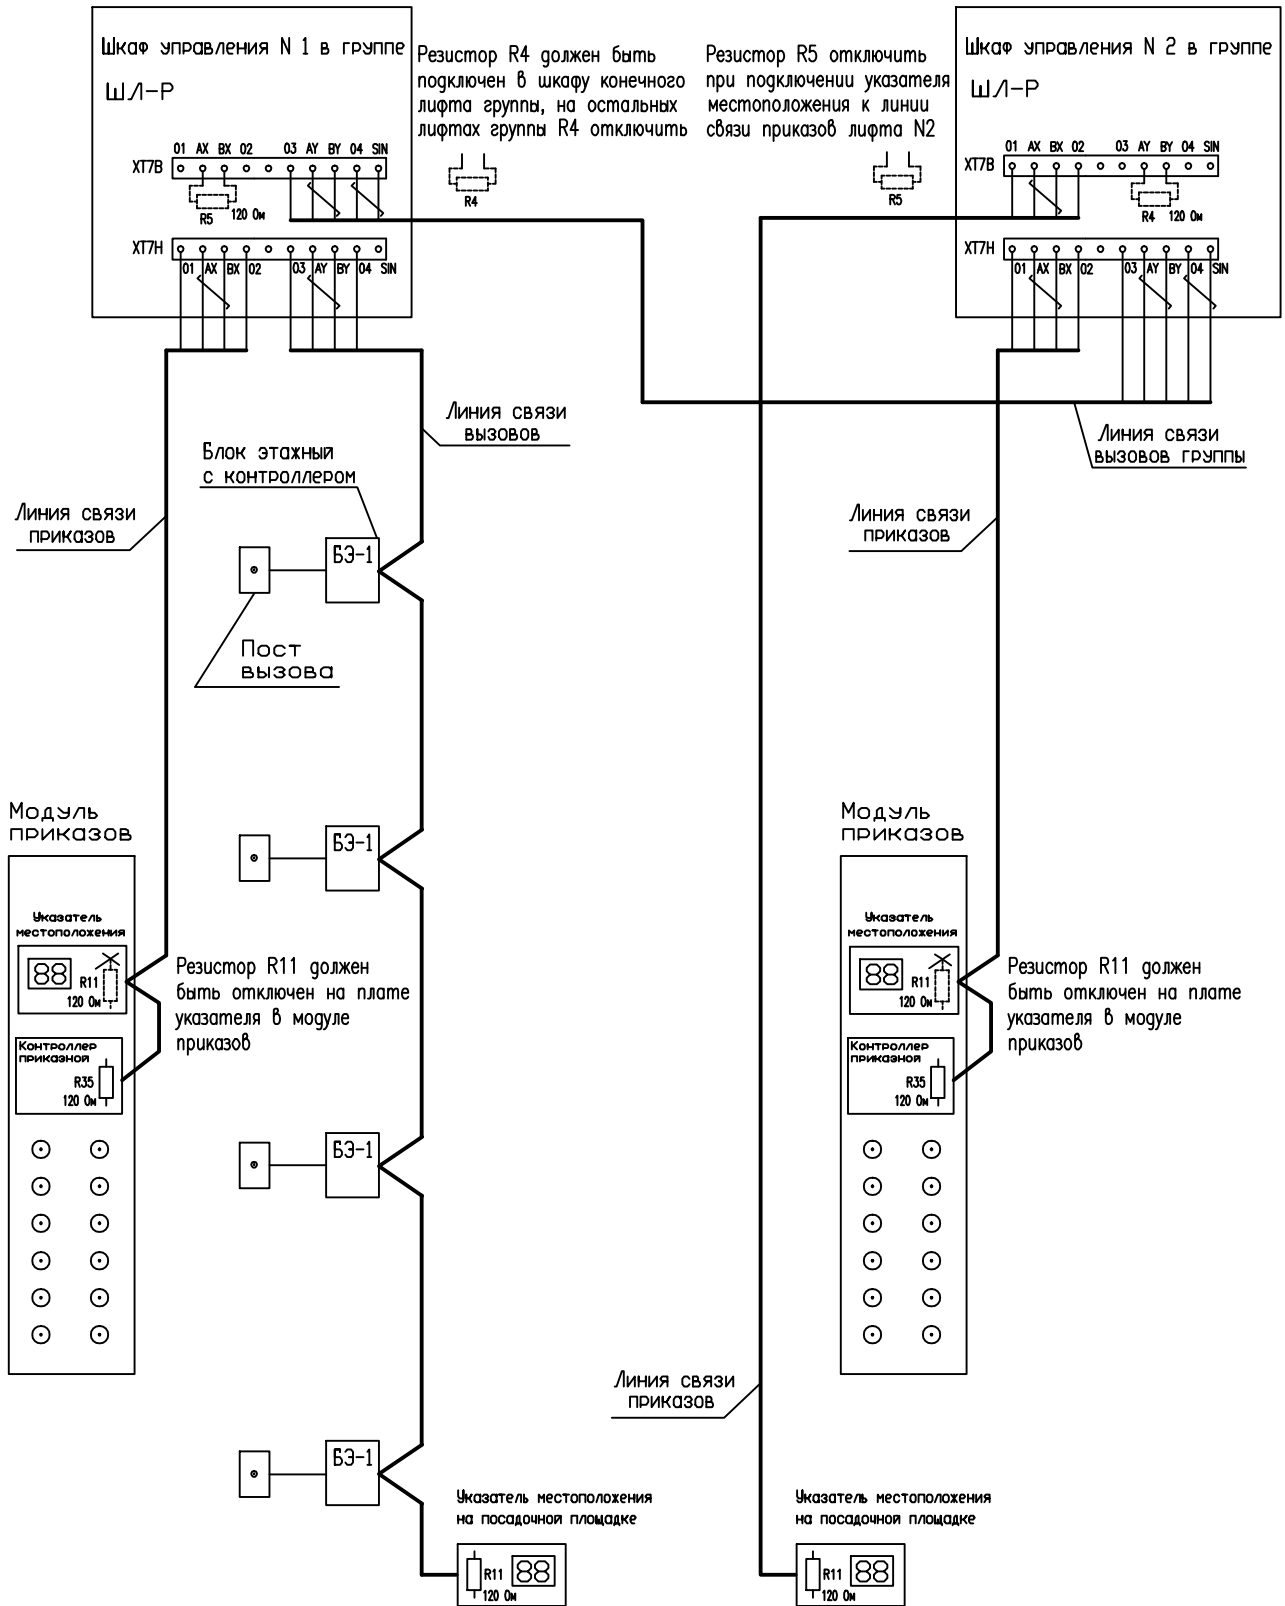 Шкаф управления N 1 в группе
ШЛ-Р
Резистор R4 должен быть
подключен в шкафу конечного
лифта группы, на остальных
лифтах группы R4 отключить
R4
Резистор R5 отключить
при подключении указателя
местоположения к линии
связи приказов лифта N2
R5
Шкаф управления N 2 в группе
ШЛ-Р
01 AX BX 02 03 AY BY 04 SIN
XT7B
R5 120 Ом
XT7H
01 AX BX 02 03 AY BY 04 SIN
01 AX BX 02 03 AY BY 04 SIN
XT7B
R4 120 Ом
XT7H
01 AX BX 02 03 AY BY 04 SIN
Линия связи
вызовов
Линия связи
вызовов группы
Блок этажный
с контроллером
Линия связи
приказов
Линия связи
приказов
БЭ-1
Пост
вызова
Модуль
приказов
БЭ-1
Модуль
приказов
Указатель
местоположения
88
R11
120 Ом
Резистор R11 должен
быть отключен на плате
указателя в модуле
приказов
Контроллер
приказной
R35
120 Ом
Указатель
местоположения
88
R11
120 Ом
Резистор R11 должен
быть отключен на плате
указателя в модуле
приказов
Контроллер
приказной
R35
120 Ом
БЭ-1
Линия связи
приказов
БЭ-1
Указатель местоположения
на посадочной площадке
R11 88
120 Ом
Указатель местоположения
на посадочной площадке
R11 88
120 Ом